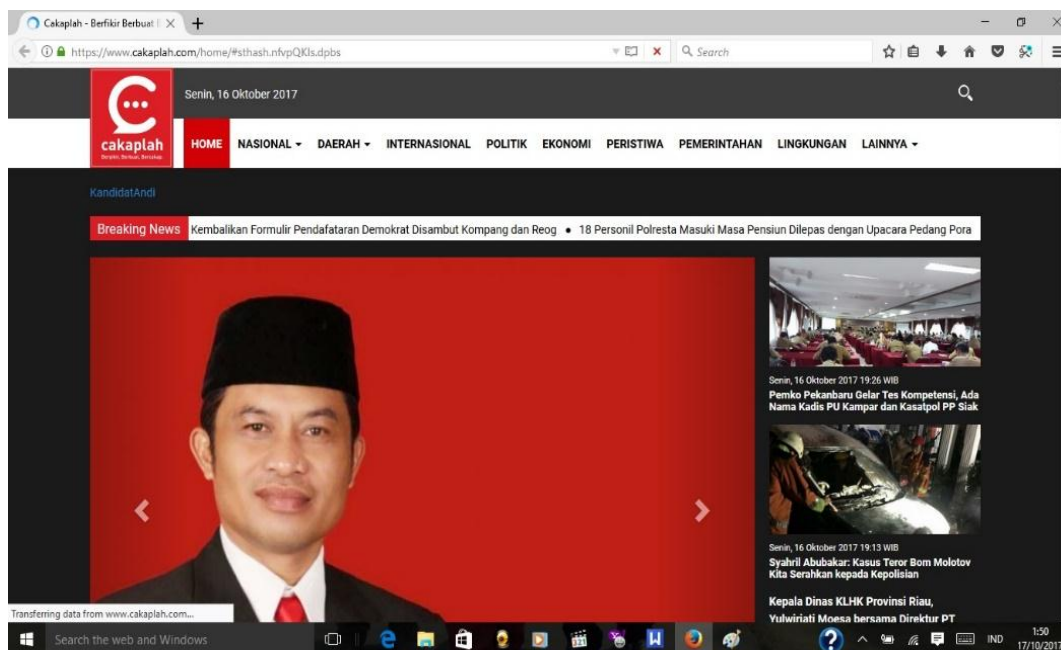 Cakaplah - Berfikir Berbuat
https://www.cakaplah.com/home/#sthash.nfvpQKls.dpbs
Search
cakaplah
Senin, 16 Oktober 2017
HOME NASIONAL DAERAH INTERNASIONAL POLITIK EKONOMI PERISTIWA PEMERINTAHAN LINGKUNGAN LAINNYA
KandidatAndi
Breaking News Kembalikan Formulir Pendafataran Demokrat Disambut Kompang dan Reog • 18 Personil Polresta Masuki Masa Pensiun Dilepas dengan Upacara Pedang Pora
Senin, 16 Oktober 2017 19:26 WIB
Pemko Pekanbaru Gelar Tes Kompetensi, Ada
Nama Kadis PU Kampar dan Kasatpol PP Siak
Senin, 16 Oktober 2017 19:13 WIB
Syahril Abubakar: Kasus Teror Bom Molotov
Kita Serahkan kepada Kepolisian
Kepala Dinas KLHK Provinsi Riau,
Yulwiriati Moesa bersama Direktur PT
Transferring data from www.cakaplah.com...
Search the web and Windows
IND
1:50
17/10/2017